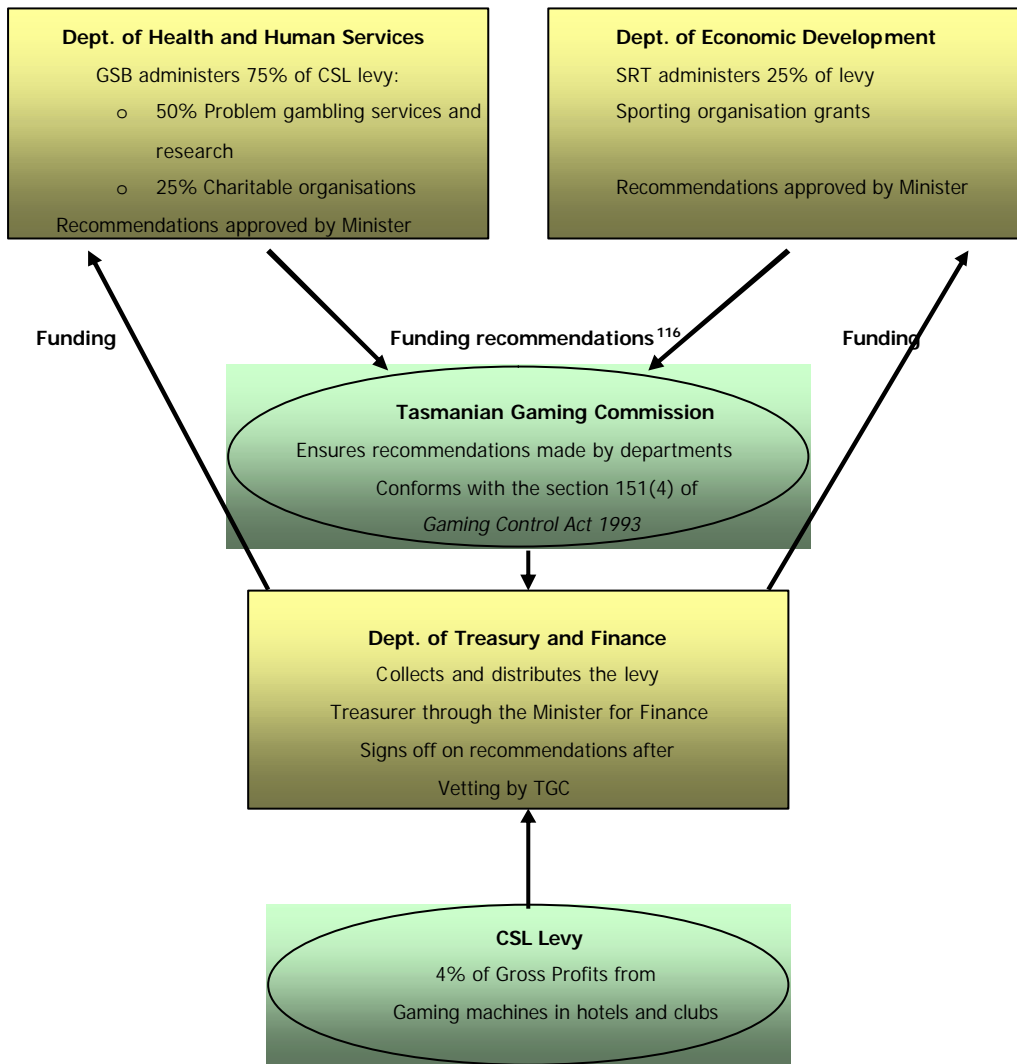 Dept. of Health and Human Services
GSB administers 75% of CSL levy:
o 50% Problem gambling services and
research
o 25% Charitable organisations
Recommendations approved by Minister
Dept. of Economic Development
SRT administers 25% of levy
Sporting organisation grants
Recommendations approved by Minister
Funding
Funding recommendations116
Funding
Tasmanian Gaming Commission
Ensures recommendations made by departments
Conforms with the section 151(4) of
Gaming Control Act 1993
Dept. of Treasury and Finance
Collects and distributes the levy
Treasurer through the Minister for Finance
Signs off on recommendations after
Vetting by TGC
CSL Levy
4% of Gross Profits from
Gaming machines in hotels and clubs